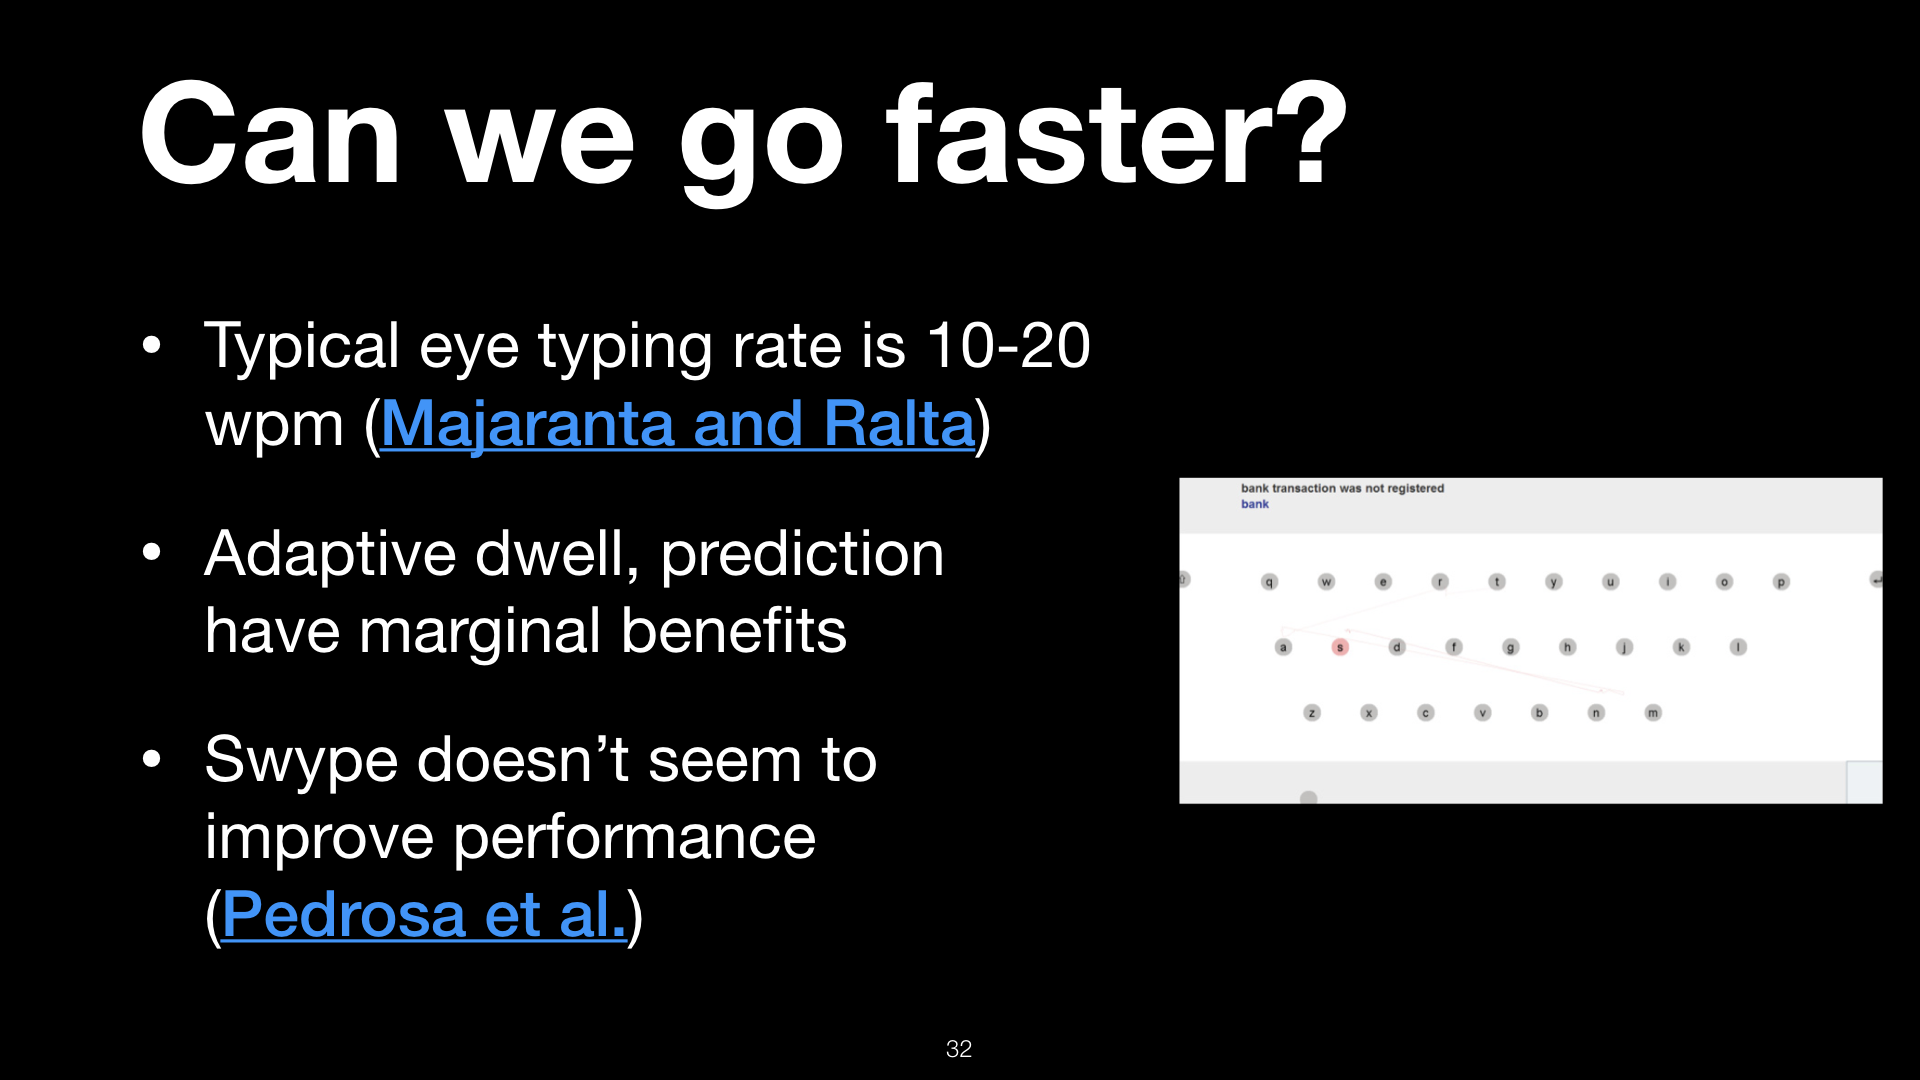 Can we go faster?
• Typical eye typing rate is 10-20
wpm (Majaranta and Ralta)
• Adaptive dwell, prediction
have marginal benefits
• Swype doesn’t seem to
improve performance
(Pedrosa et al.)
bank transaction was not registered
bank
q w e r t y u i o p
a s d f g h j k l
z x c v b n m
32